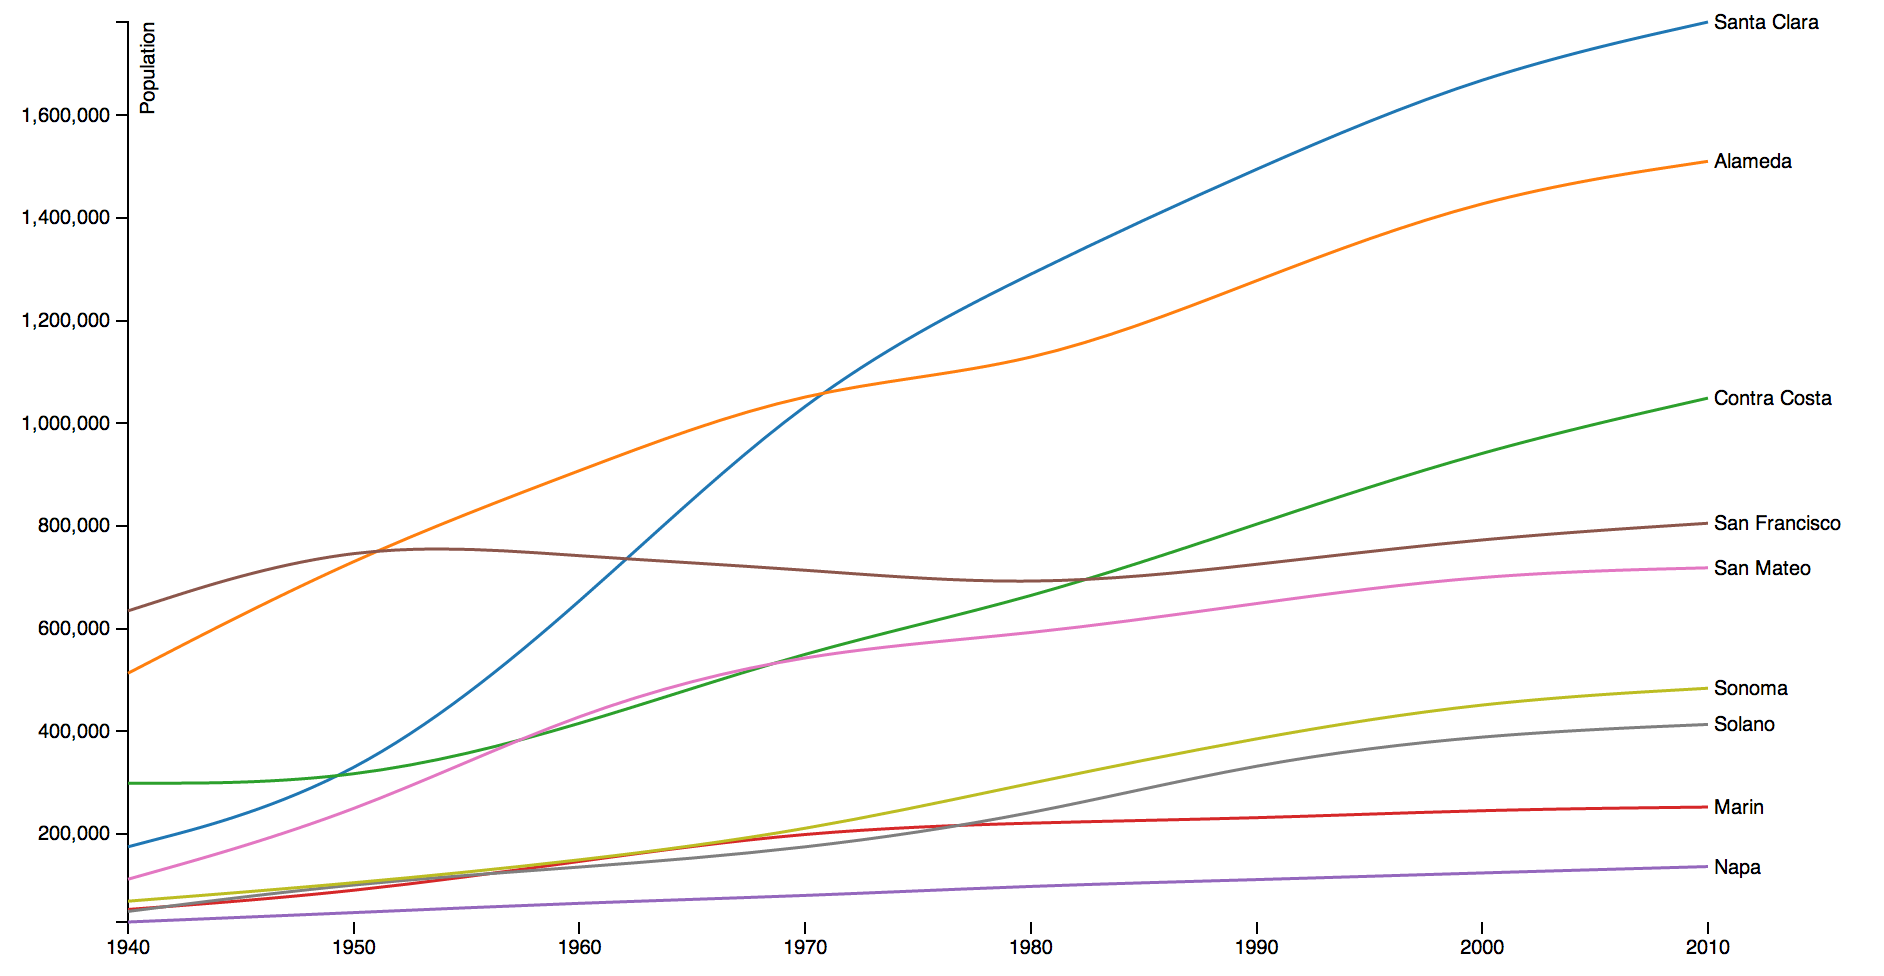 Population
1,600,000
1,400,000
1,200,000
1,000,000
800,000
600,000
400,000
200,000
1940 1950 1960 1970 1980 1990 2000 2010
Santa Clara
Alameda
Contra Costa
San Francisco
San Mateo
Sonoma
Solano
Marin
Napa